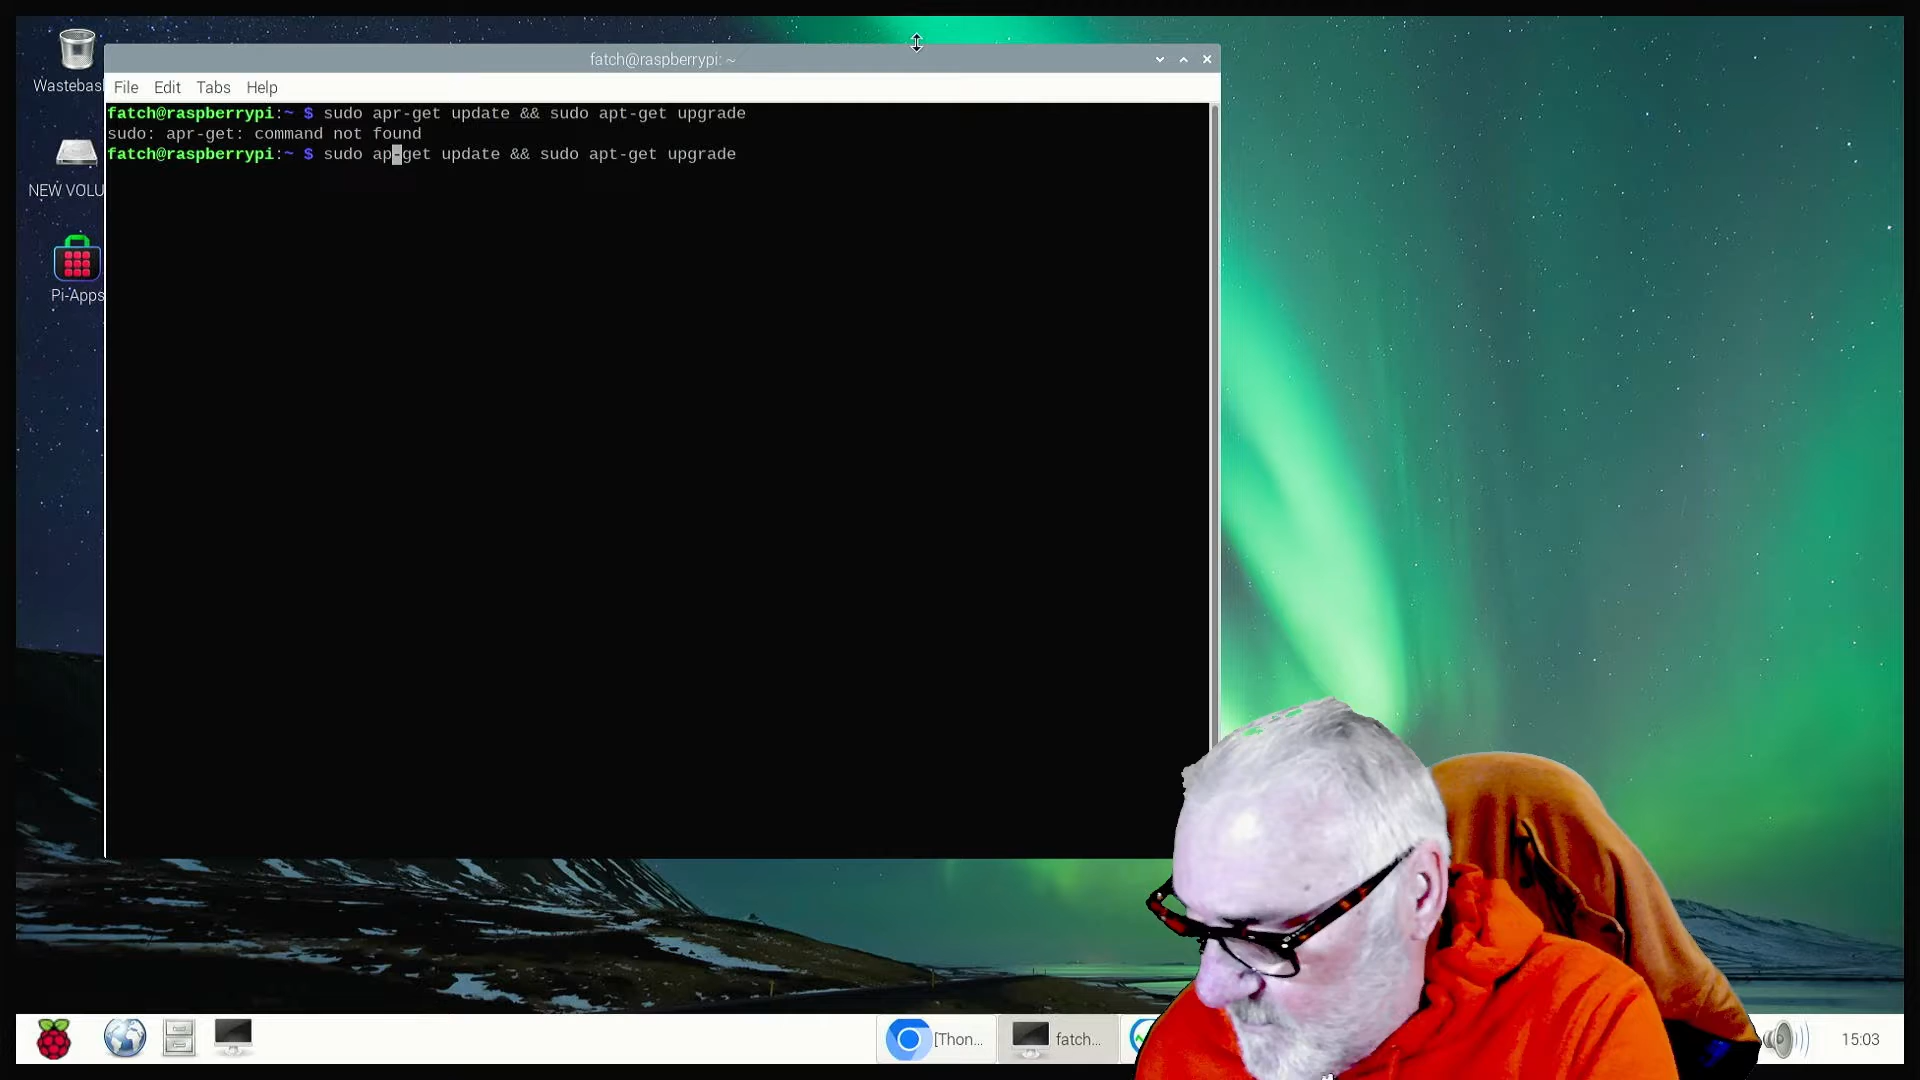 fatch@raspberrypi: ~
File Edit Tabs Help
fatch@raspberrypi:~ $ sudo apr-get update && sudo apt-get upgrade
sudo: apr-get: command not found
fatch@raspberrypi:~ $ sudo ap-get update && sudo apt-get upgrade
Wastebas
NEW VOLU
Pi-Apps
[Thon...
fatch...
15:03